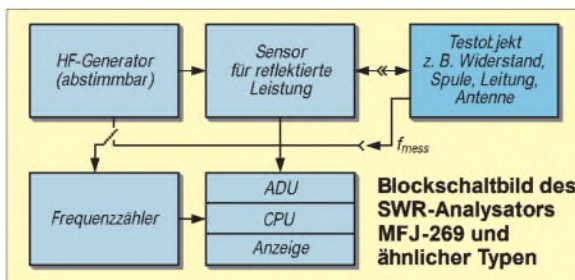 HF-Generator
(abstimmbar)
Sensor
für reflektierte
Leistung
Testobjekt
z. B. Widerstand,
Spule, Leitung,
Antenne
fmess
Frequenzzähler
ADU
CPU
Anzeige
Blockschaltbild des
SWR-Analysators
MFJ-269 und
ähnlicher Typen